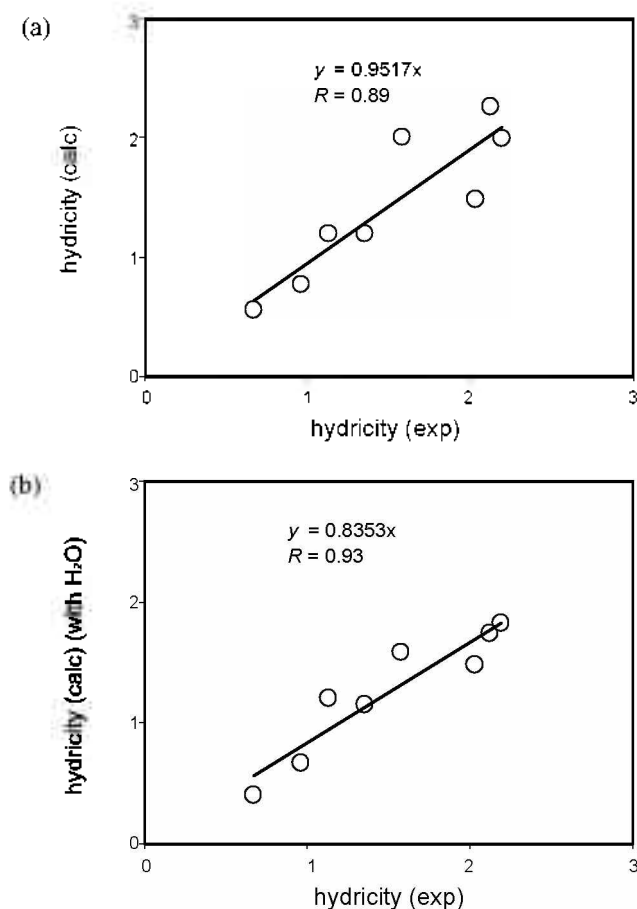 (a)
3
y = 0.9517x
R = 0.89
2
hydricity (calc)
1
0
0 1 2 3
hydricity (exp)
(b)
3
y = 0.8353x
R = 0.93
2
hydricity (calc) (with H₂O)
1
0
0 1 2 3
hydricity (exp)